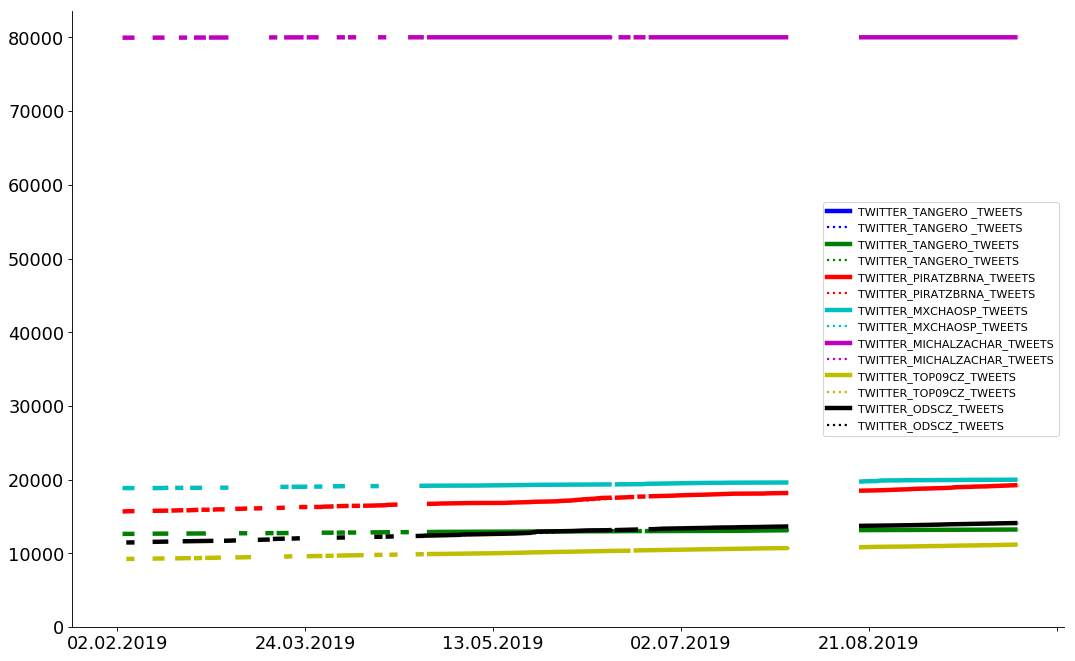 80000
70000
60000
50000
40000
30000
20000
10000
0
02.02.2019
24.03.2019
13.05.2019
02.07.2019
21.08.2019
TWITTER_TANGERO _TWEETS
TWITTER_TANGERO _TWEETS
TWITTER_TANGERO_TWEETS
TWITTER_TANGERO_TWEETS
TWITTER_PIRATZBRNA_TWEETS
TWITTER_PIRATZBRNA_TWEETS
TWITTER_MXCHAOSP_TWEETS
TWITTER_MXCHAOSP_TWEETS
TWITTER_MICHALZACHAR_TWEETS
TWITTER_MICHALZACHAR_TWEETS
TWITTER_TOP09CZ_TWEETS
TWITTER_TOP09CZ_TWEETS
TWITTER_ODSCZ_TWEETS
TWITTER_ODSCZ_TWEETS